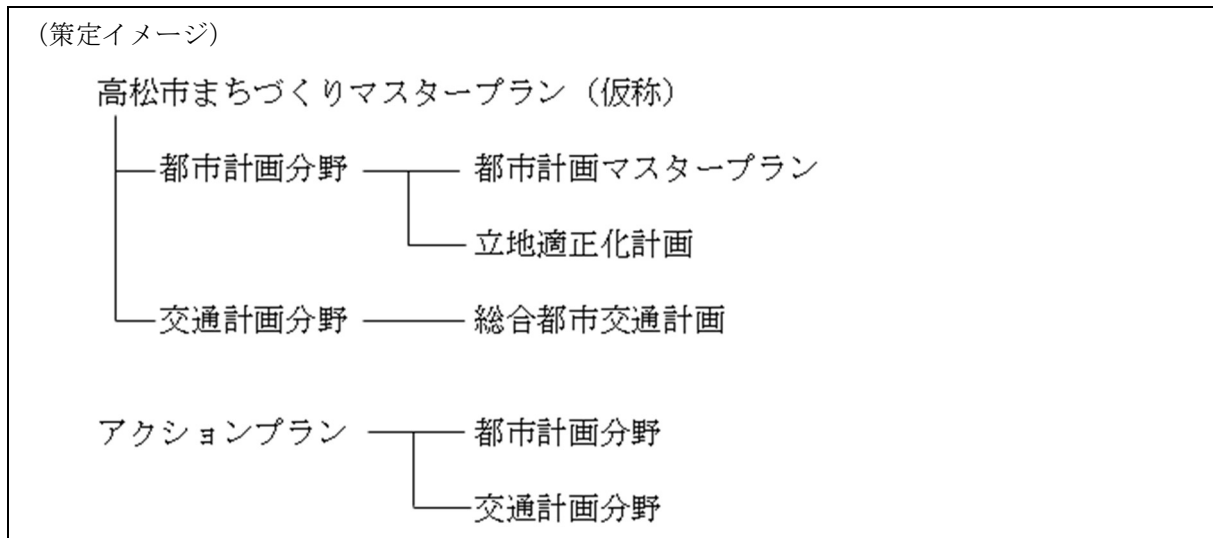 （策定イメージ）
高松市まちづくりマスタープラン（仮称）
都市計画分野 都市計画マスタープラン
立地適正化計画
交通計画分野 総合都市交通計画
アクションプラン 都市計画分野
交通計画分野